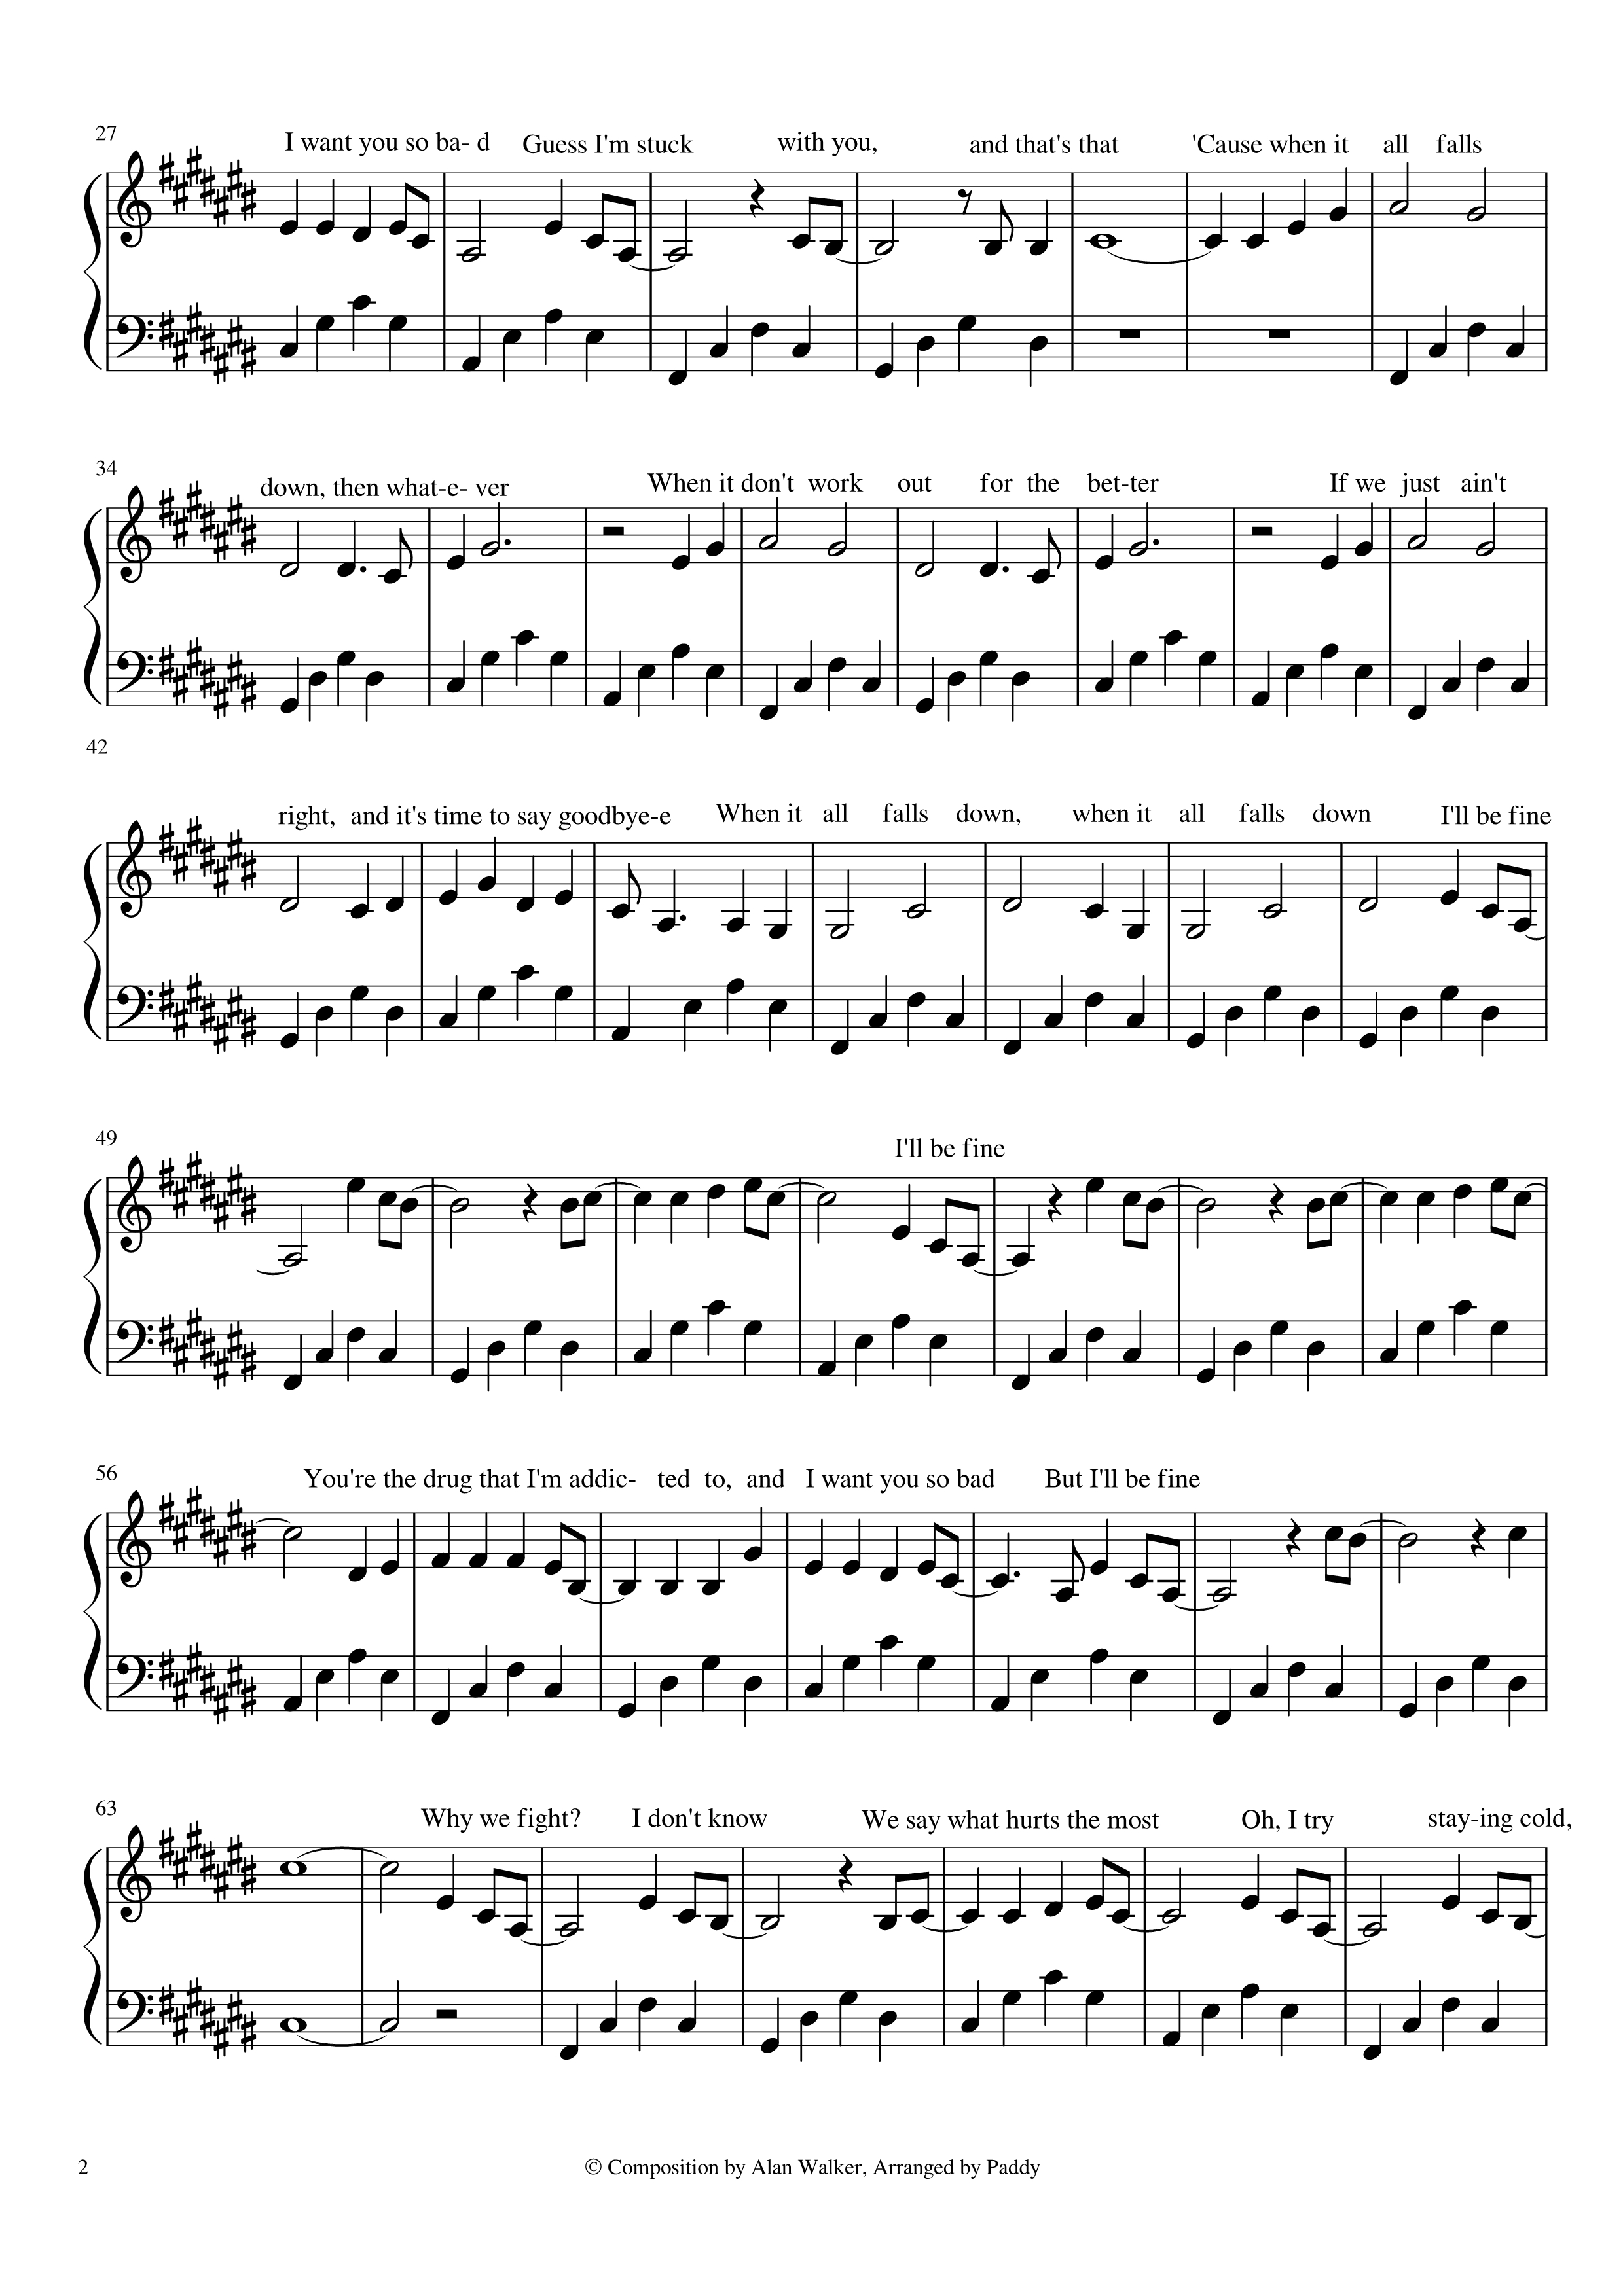 27
I want you so ba- d Guess I'm stuck with you, and that's that 'Cause when it all falls
34
down, then what-e- ver When it don't work out for the bet-ter If we just ain't
42
right, and it's time to say goodbye-e When it all falls down, when it all falls down I'll be fine
49
I'll be fine
56
You're the drug that I'm addic- ted to, and I want you so bad But I'll be fine
63
Why we fight? I don't know We say what hurts the most Oh, I try stay-ing cold,
2
© Composition by Alan Walker, Arranged by Paddy